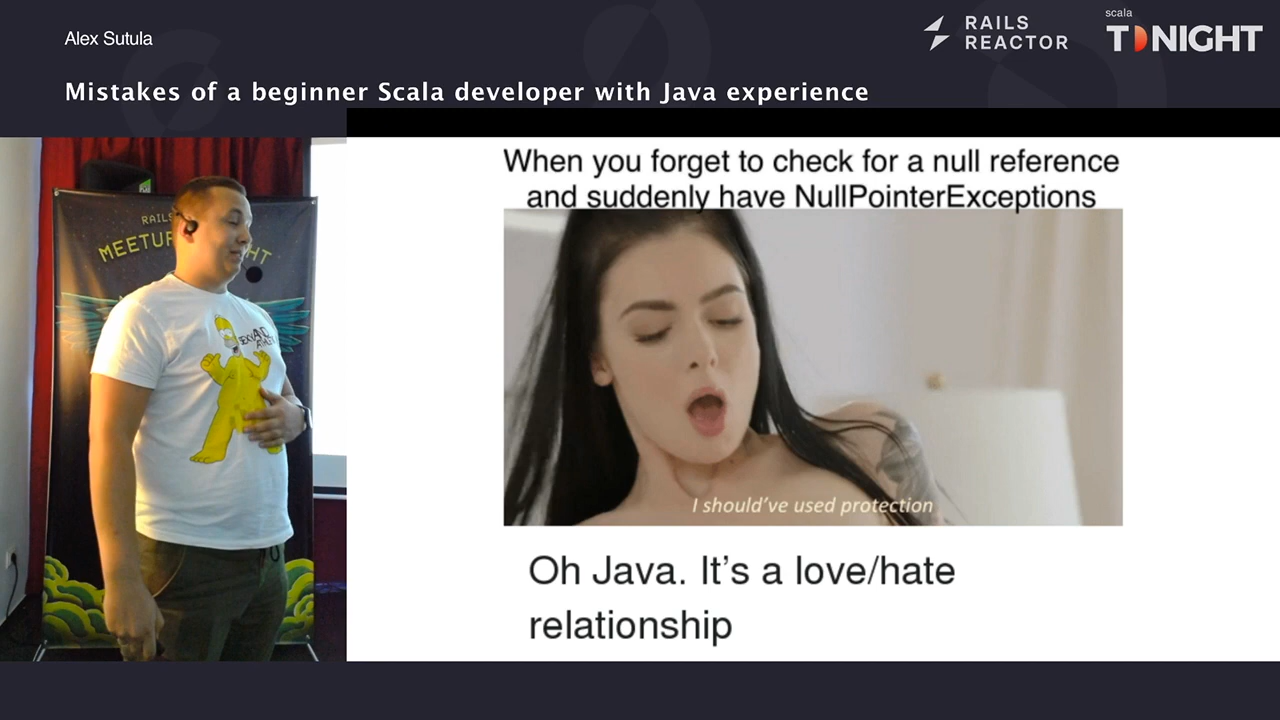 Alex Sutula
RAILS
REACTOR
scala
TONIGHT
Mistakes of a beginner Scala developer with Java experience
When you forget to check for a null reference
and suddenly have NullPointerExceptions
RAILS
I should've used protection
Oh Java. It's a love/hate
relationship